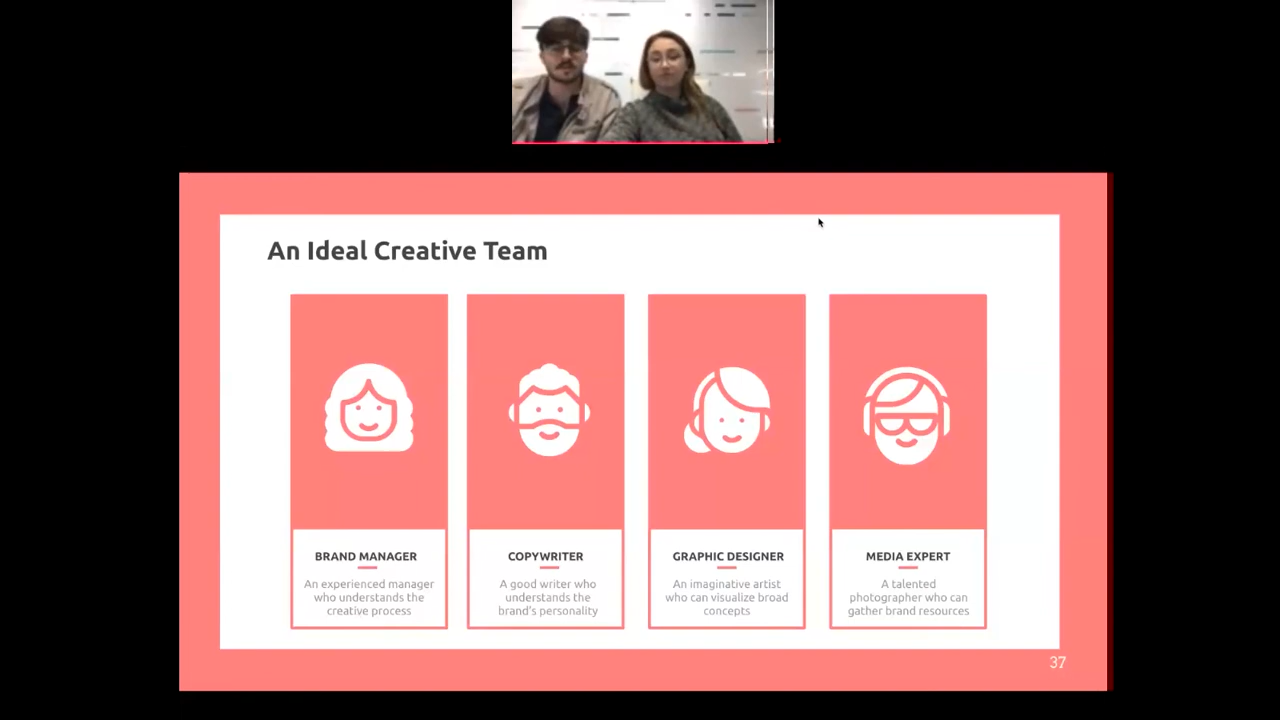 An Ideal Creative Team
BRAND MANAGER
An experienced manager
who understands the
creative process
COPYWRITER
A good writer who
understands the
brand's personality
GRAPHIC DESIGNER
An imaginative artist
who can visualize broad
concepts
MEDIA EXPERT
A talented
photographer who can
gather brand resources
37